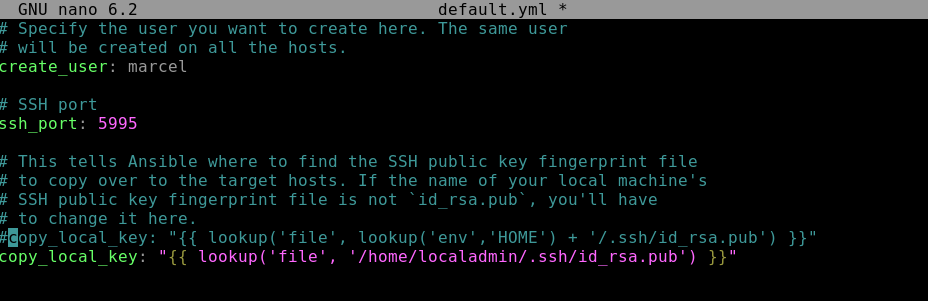 GNU nano 6.2 default.yml *
# Specify the user you want to create here. The same user
# will be created on all the hosts.
create_user: marcel
# SSH port
ssh_port: 5995
# This tells Ansible where to find the SSH public key fingerprint file
# to copy over to the target hosts. If the name of your local machine's
# SSH public key fingerprint file is not `id_rsa.pub`, you'll have
# to change it here.
#copy_local_key: "{{ lookup('file', lookup('env','HOME') + '/.ssh/id_rsa.pub') }}"
copy_local_key: "{{ lookup('file', '/home/localadmin/.ssh/id_rsa.pub') }}"